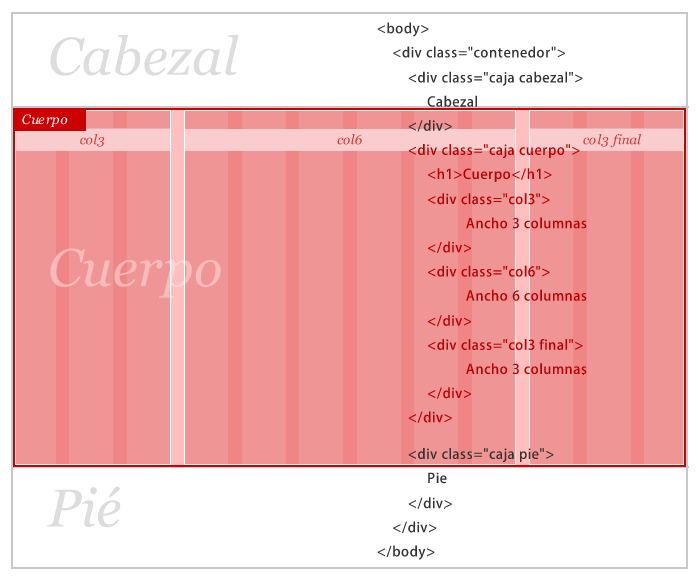 Cabezal
<body>
<div class="contenedor">
<div class="caja cabezal">
Cabezal
</div>
Cuerpo
col3
col6
col3 final
<div class="caja cuerpo">
<h1>Cuerpo</h1>
<div class="col3">
Ancho 3 columnas
</div>
Cuerpo
<div class="col6">
Ancho 6 columnas
</div>
<div class="col3 final">
Ancho 3 columnas
</div>
</div>
<div class="caja pie">
Pie
Pié
</div>
</div>
</body>